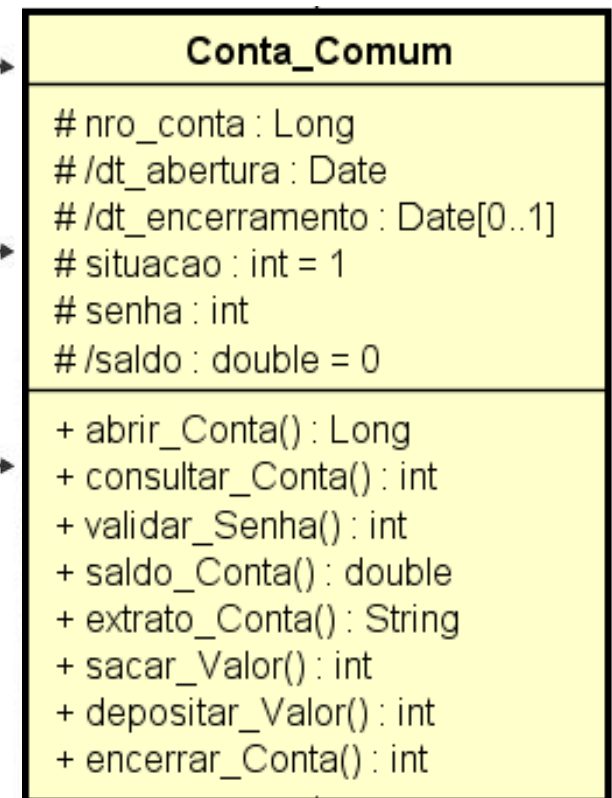 Conta_Comum
# nro_conta : Long
# /dt_abertura : Date
# /dt_encerramento : Date[0..1]
# situacao : int = 1
# senha : int
# /saldo : double = 0
+ abrir_Conta() : Long
+ consultar_Conta() : int
+ validar_Senha() : int
+ saldo_Conta() : double
+ extrato_Conta() : String
+ sacar_Valor() : int
+ depositar_Valor() : int
+ encerrar_Conta() : int